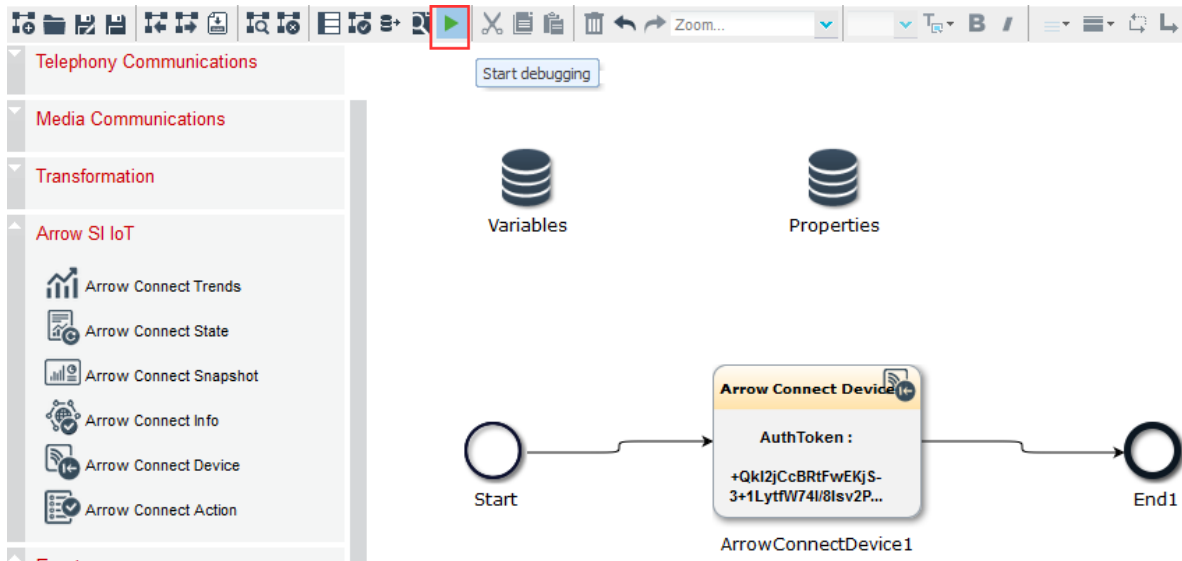 Zoom...
B I
Start debugging
Telephony Communications
Media Communications
Transformation
Arrow SI IoT
Arrow Connect Trends
Arrow Connect State
Arrow Connect Snapshot
Arrow Connect Info
Arrow Connect Device
Arrow Connect Action
Variables
Properties
Start
Arrow Connect Device
AuthToken :
+QkI2jCcBRtFwEKjS-
3+1LytfW74I/8Isv2P...
ArrowConnectDevice1
End1